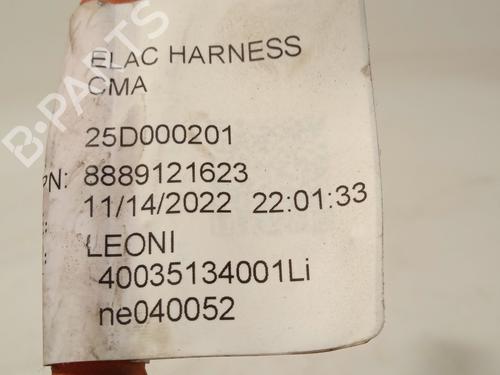 ELAC HARNESS
CMA
25D000201
PN: 8889121623
11/14/2022 22:01:33
LEONI
40035134001Li
ne040052
B-PARTS